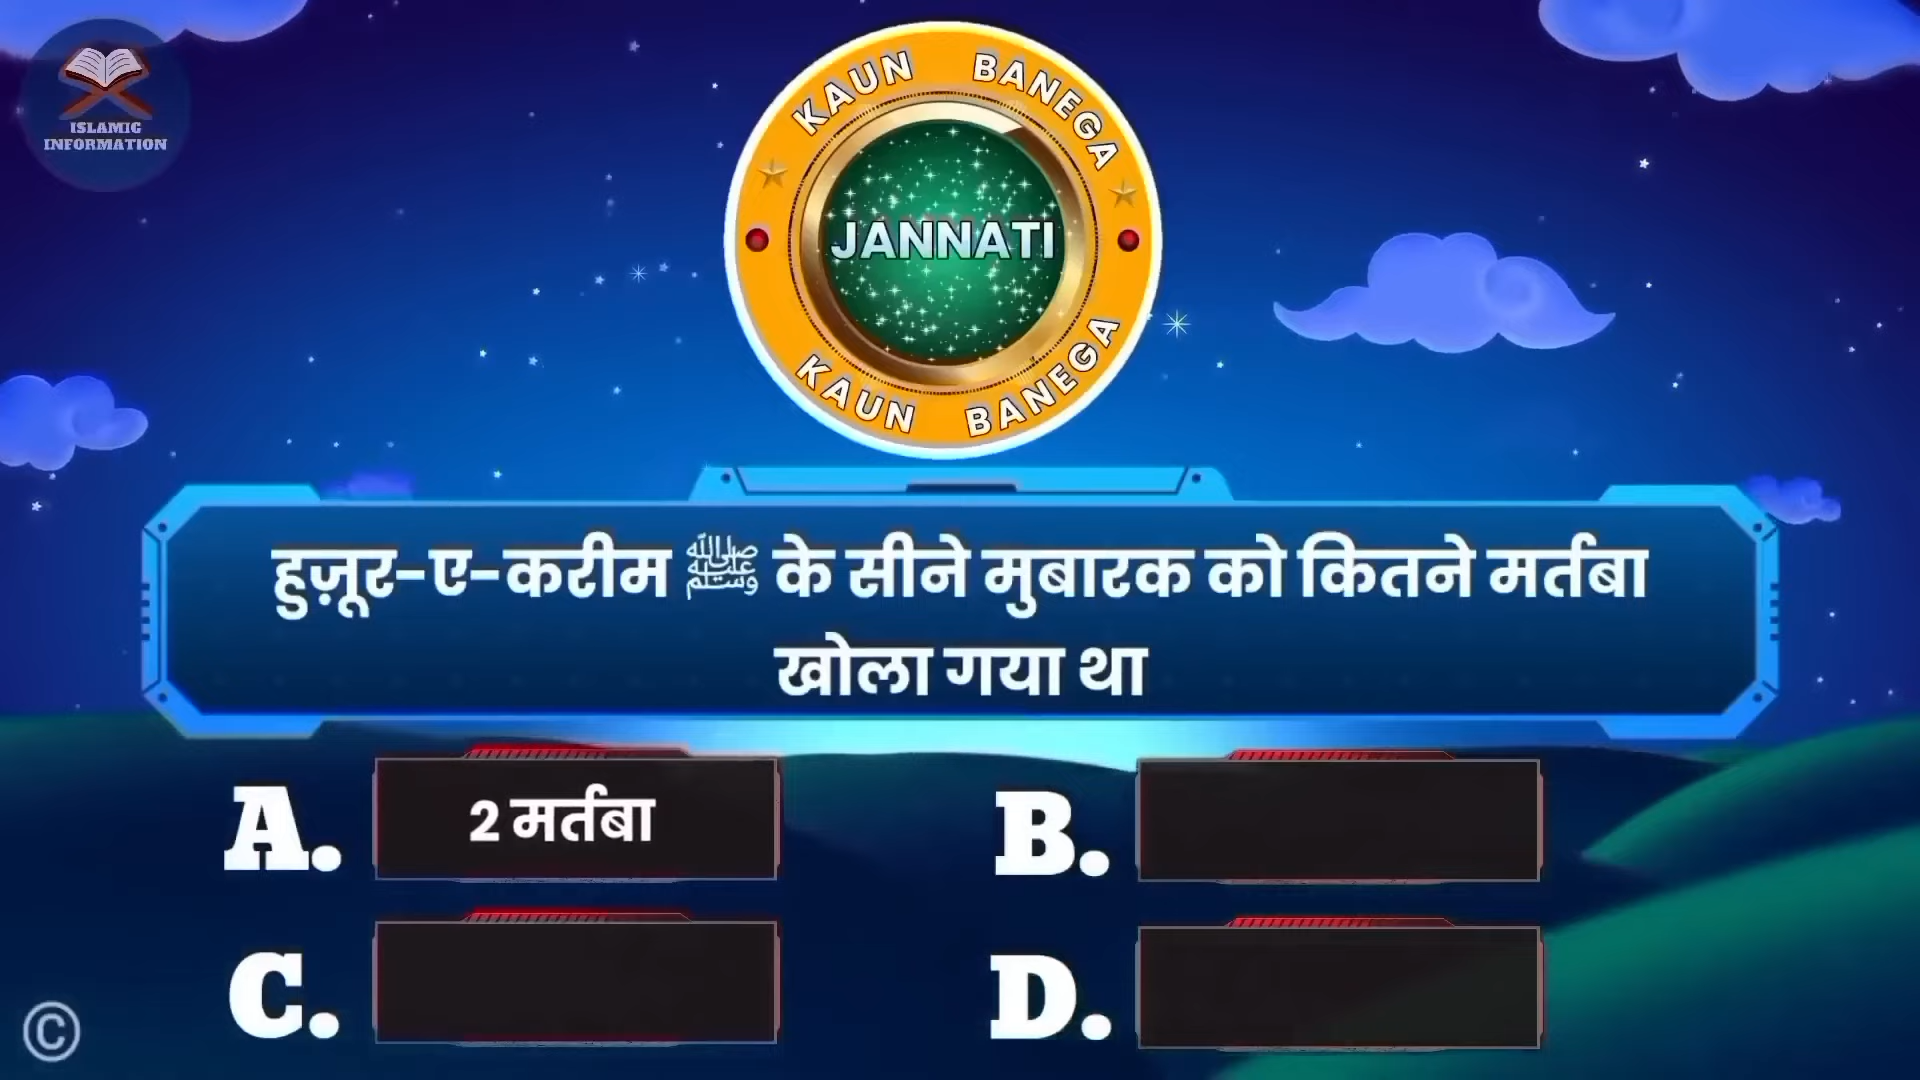 ISLAMIC
INFORMATION
KAUN BANEGA
JANNATI
KAUN BANEGA
हुज़ूर-ए-करीम ﷺ के सीने मुबारक को कितने मर्तबा
खोला गया था
A. 2 मर्तबा
B.
C.
D.
©